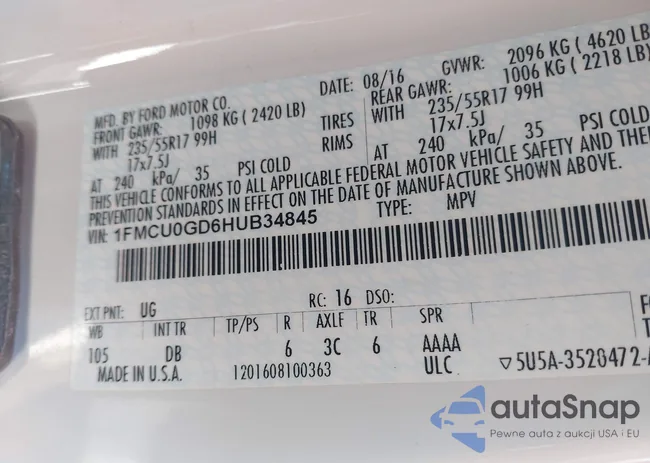 MFD. BY FORD MOTOR CO. DATE: 08/16 GVWR: 2096 KG ( 4620 LB
FRONT GAWR: 1098 KG ( 2420 LB) REAR GAWR: 1006 KG ( 2218 LB)
WITH 235/55R17 99H TIRES WITH 235/55R17 99H
17x7.5J RIMS 17x7.5J
AT 240 kPa/ 35 PSI COLD AT 240 kPa/ 35 PSI COLD
THIS VEHICLE CONFORMS TO ALL APPLICABLE FEDERAL MOTOR VEHICLE SAFETY AND THEF
PREVENTION STANDARDS IN EFFECT ON THE DATE OF MANUFACTURE SHOWN ABOVE.
VIN: 1FMCU0GD6HUB34845 TYPE: MPV
EXT PNT: UG RC: 16 DSO:
WB INT TR TP/PS R AXLE TR SPR
105 DB 6 3C 6 AAAA
MADE IN U.S.A. 1201608100363 ULC ▽5U5A-3520472-A
autaSnap
Pewne auta z aukcji USA i EU